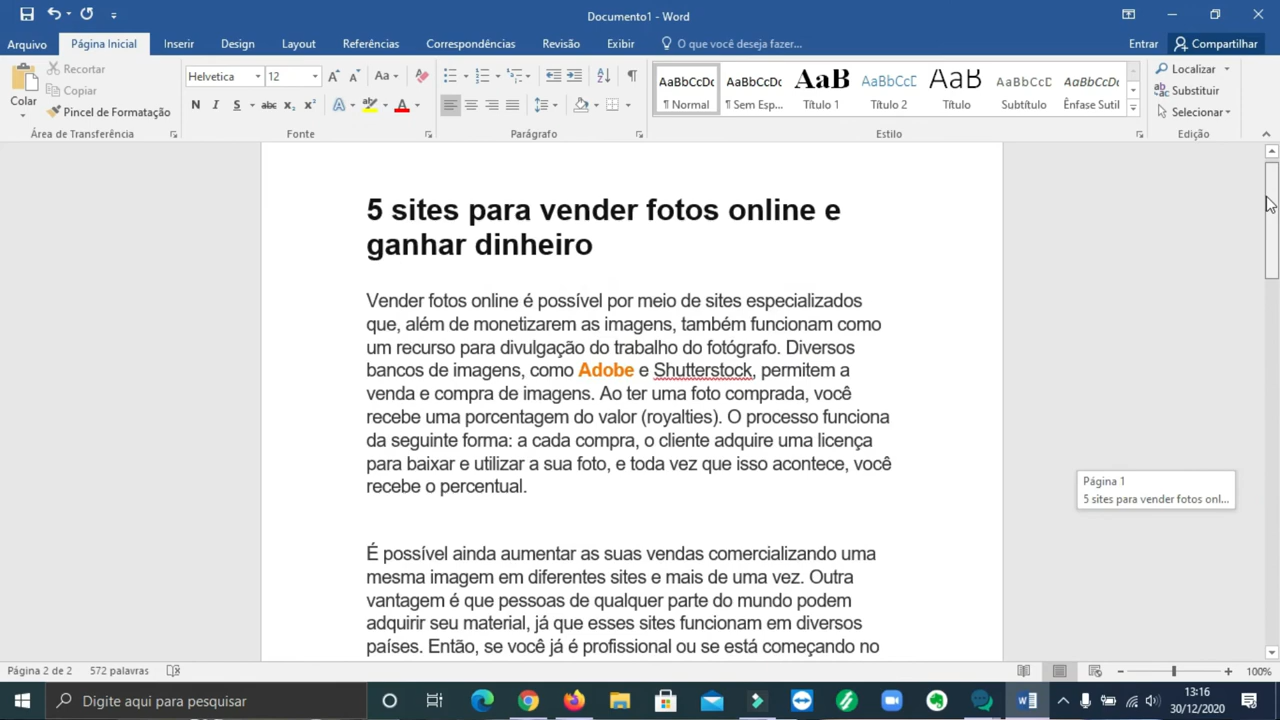 Documento1 - Word
Arquivo Página Inicial Inserir Design Layout Referências Correspondências Revisão Exibir O que você deseja fazer... Entrar Compartilhar
Colar
Recortar
Copiar
Pincel de Formatação
Área de Transferência
Helvetica 12 Aa
N I S abc x₂ x² A ab A
Fonte
Parágrafo
AaBbCcDc AaBbCcDc AaB AaBbCcD AaB AaBbCcD AaBbCcDc
¶ Normal ¶ Sem Esp... Título 1 Título 2 Título Subtítulo Ênfase Sutil
Estilo
Localizar
Substituir
Selecionar
Edição
5 sites para vender fotos online e
ganhar dinheiro
Vender fotos online é possível por meio de sites especializados
que, além de monetizarem as imagens, também funcionam como
um recurso para divulgação do trabalho do fotógrafo. Diversos
bancos de imagens, como Adobe e Shutterstock, permitem a
venda e compra de imagens. Ao ter uma foto comprada, você
recebe uma porcentagem do valor (royalties). O processo funciona
da seguinte forma: a cada compra, o cliente adquire uma licença
para baixar e utilizar a sua foto, e toda vez que isso acontece, você
recebe o percentual.
É possível ainda aumentar as suas vendas comercializando uma
mesma imagem em diferentes sites e mais de uma vez. Outra
vantagem é que pessoas de qualquer parte do mundo podem
adquirir seu material, já que esses sites funcionam em diversos
países. Então, se você já é profissional ou se está começando no
Página 1
5 sites para vender fotos onl...
Página 2 de 2 572 palavras 100%
Digite aqui para pesquisar
13:16
30/12/2020